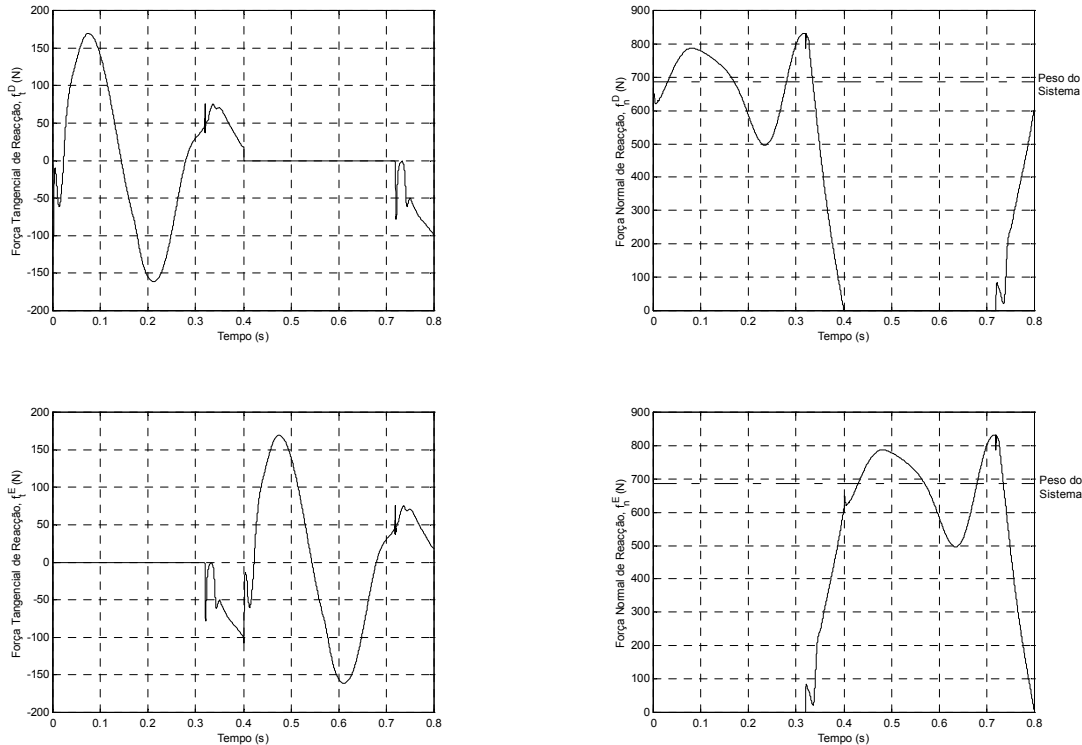 200
150
100
50
0
-50
-100
-150
-200
0 0.1 0.2 0.3 0.4 0.5 0.6 0.7 0.8
Tempo (s)
Força Tangencial de Reacção, f_t^D (N)
900
800
700
600
500
400
300
200
100
0
0 0.1 0.2 0.3 0.4 0.5 0.6 0.7 0.8
Tempo (s)
Força Normal de Reacção, f_n^D (N)
Peso do
Sistema
200
150
100
50
0
-50
-100
-150
-200
0 0.1 0.2 0.3 0.4 0.5 0.6 0.7 0.8
Tempo (s)
Força Tangencial de Reacção, f_t^E (N)
900
800
700
600
500
400
300
200
100
0
0 0.1 0.2 0.3 0.4 0.5 0.6 0.7 0.8
Tempo (s)
Força Normal de Reacção, f_n^E (N)
Peso do
Sistema